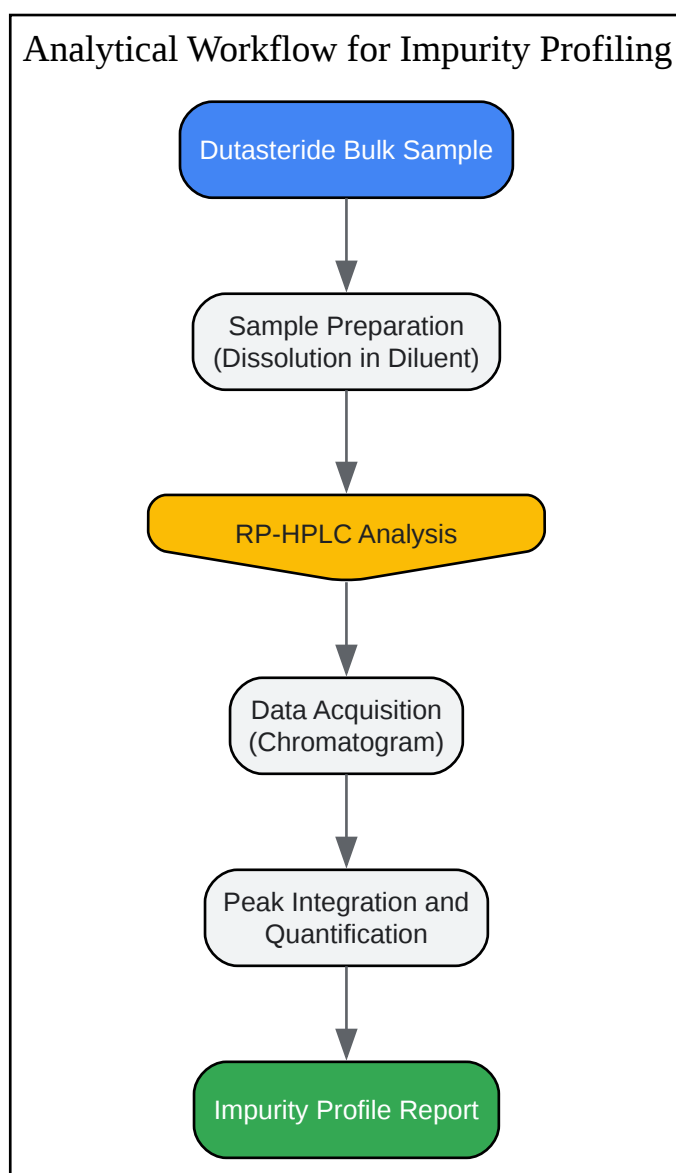 Analytical Workflow for Impurity Profiling
Dutasteride Bulk Sample
Sample Preparation
(Dissolution in Diluent)
RP-HPLC Analysis
Data Acquisition
(Chromatogram)
Peak Integration and
Quantification
Impurity Profile Report